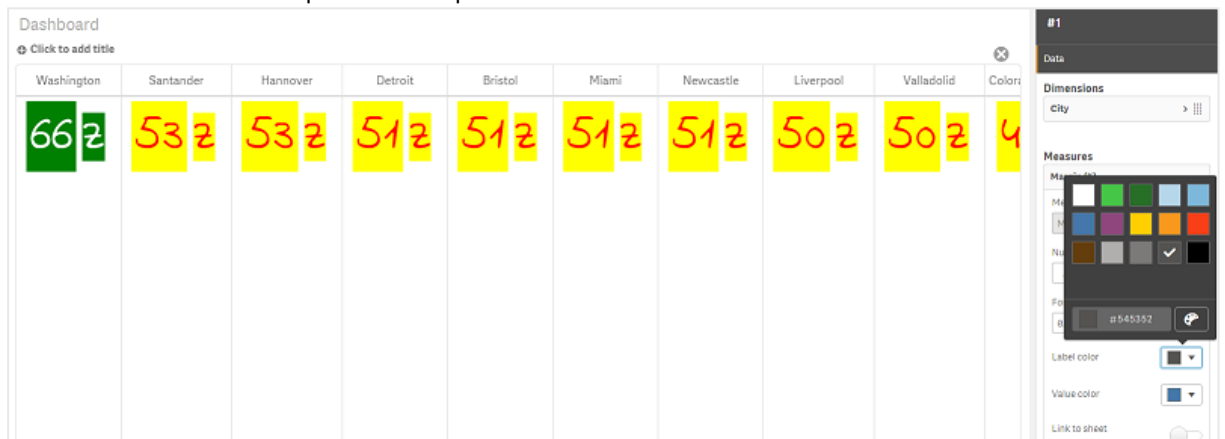 Dashboard
Click to add title
Washington Santander Hannover Detroit Bristol Miami Newcastle Liverpool Valladolid
66 z 53 z 53 z 51 z 51 z 51 z 51 z 50 z 50 z
#1
Data
Dimensions
City
Measures
#545352
Label color
Value color
Link to sheet